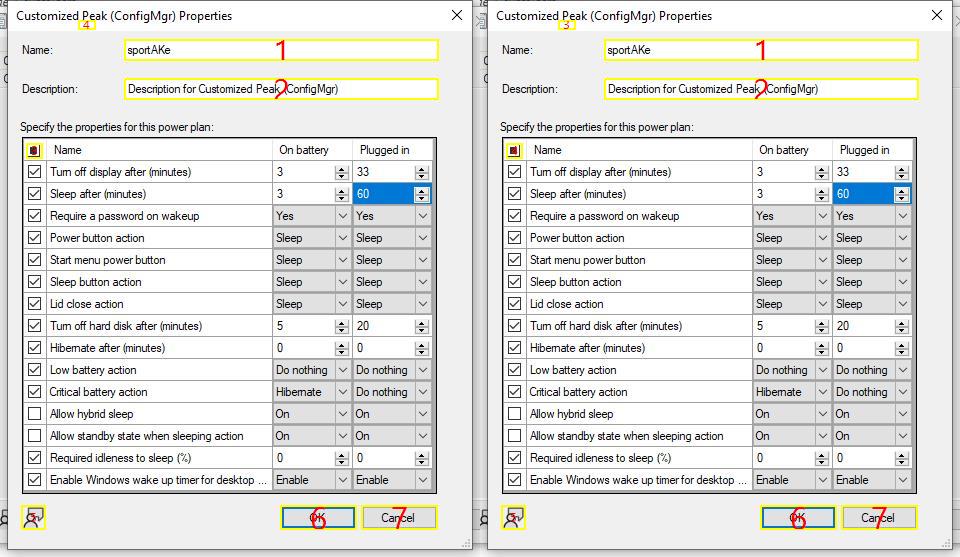 Customized Peak (ConfigMgr) Properties
4
Name: sportAKe 1
Description: Description for Customized Peak (ConfigMgr) 2
Specify the properties for this power plan:
Name On battery Plugged in
Turn off display after (minutes) 3 33
Sleep after (minutes) 3 60
Require a password on wakeup Yes Yes
Power button action Sleep Sleep
Start menu power button Sleep Sleep
Sleep button action Sleep Sleep
Lid close action Sleep Sleep
Turn off hard disk after (minutes) 5 20
Hibernate after (minutes) 0 0
Low battery action Do nothing Do nothing
Critical battery action Hibernate Do nothing
Allow hybrid sleep On On
Allow standby state when sleeping action On On
Required idleness to sleep (%) 0 0
Enable Windows wake up timer for desktop ... Enable Enable
OK 6 Cancel 7
Customized Peak (ConfigMgr) Properties
3
Name: sportAKe 1
Description: Description for Customized Peak (ConfigMgr) 2
Specify the properties for this power plan:
Name On battery Plugged in
Turn off display after (minutes) 3 33
Sleep after (minutes) 3 60
Require a password on wakeup Yes Yes
Power button action Sleep Sleep
Start menu power button Sleep Sleep
Sleep button action Sleep Sleep
Lid close action Sleep Sleep
Turn off hard disk after (minutes) 5 20
Hibernate after (minutes) 0 0
Low battery action Do nothing Do nothing
Critical battery action Hibernate Do nothing
Allow hybrid sleep On On
Allow standby state when sleeping action On On
Required idleness to sleep (%) 0 0
Enable Windows wake up timer for desktop ... Enable Enable
OK 6 Cancel 7